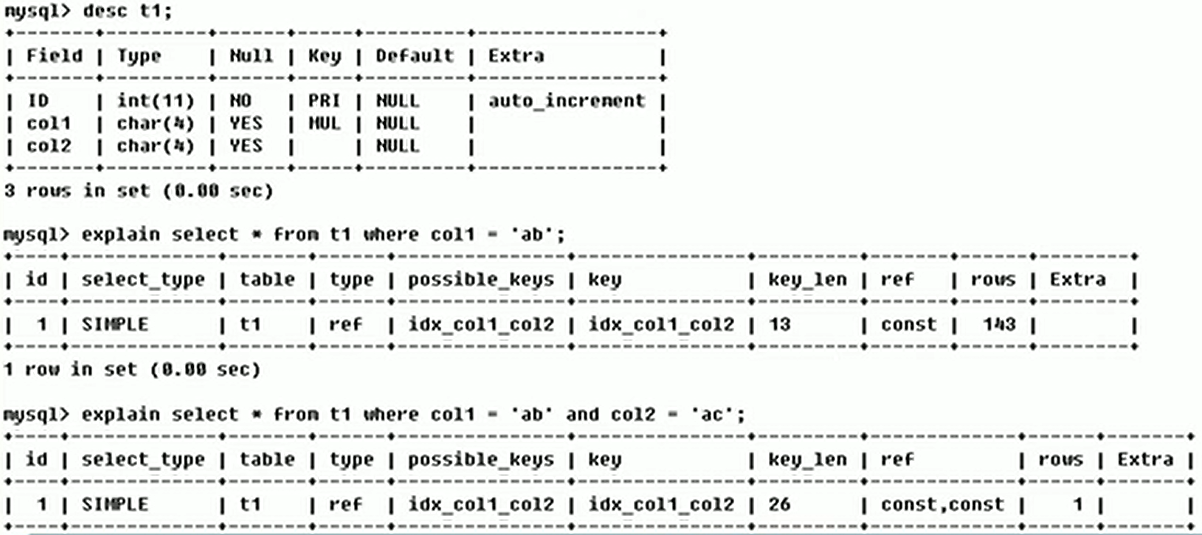 mysql> desc t1;
+-------+---------+------+-----+---------+----------------+
| Field | Type | Null | Key | Default | Extra |
+-------+---------+------+-----+---------+----------------+
| ID | int(11) | NO | PRI | NULL | auto_increment |
| col1 | char(4) | YES | MUL | NULL | |
| col2 | char(4) | YES | | NULL | |
+-------+---------+------+-----+---------+----------------+
3 rows in set (0.00 sec)
mysql> explain select * from t1 where col1 = 'ab';
+----+-------------+-------+------+---------------+---------------+---------+-------+------+-------+
| id | select_type | table | type | possible_keys | key | key_len | ref | rows | Extra |
+----+-------------+-------+------+---------------+---------------+---------+-------+------+-------+
| 1 | SIMPLE | t1 | ref | idx_col1_col2 | idx_col1_col2 | 13 | const | 143 | |
+----+-------------+-------+------+---------------+---------------+---------+-------+------+-------+
1 row in set (0.00 sec)
mysql> explain select * from t1 where col1 = 'ab' and col2 = 'ac';
+----+-------------+-------+------+---------------+---------------+---------+-------------+------+-------+
| id | select_type | table | type | possible_keys | key | key_len | ref | rows | Extra |
+----+-------------+-------+------+---------------+---------------+---------+-------------+------+-------+
| 1 | SIMPLE | t1 | ref | idx_col1_col2 | idx_col1_col2 | 26 | const,const | 1 | |
+----+-------------+-------+------+---------------+---------------+---------+-------------+------+-------+